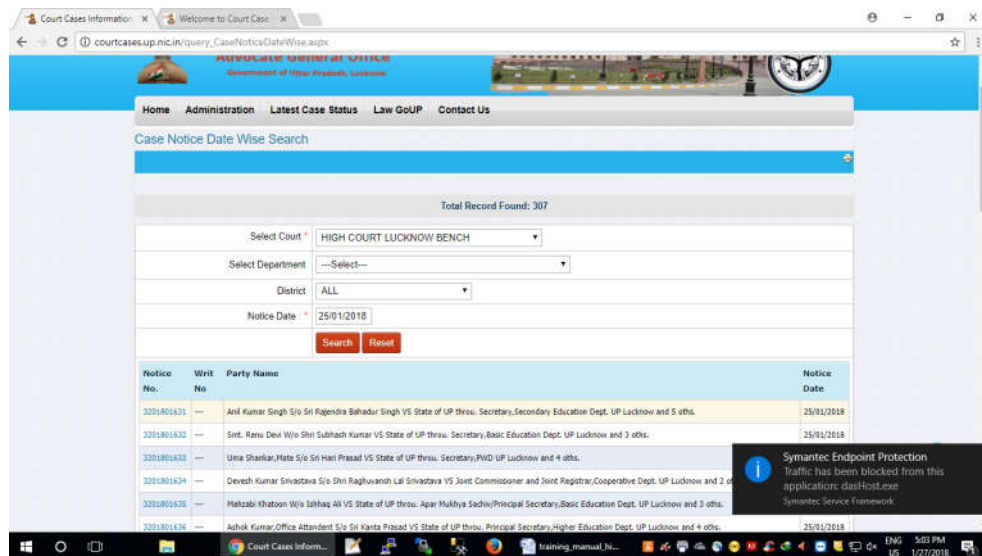 Court Cases Information
Welcome to Court Case
courtcases.up.nic.in/query_CaseNoticeDateWise.aspx
Advocate General Office
Government of Uttar Pradesh, Lucknow
Home Administration Latest Case Status Law GoUP Contact Us
Case Notice Date Wise Search
Total Record Found: 307
Select Court * HIGH COURT LUCKNOW BENCH
Select Department ---Select---
District ALL
Notice Date : * 25/01/2018
Search Reset
Notice No. Writ No Party Name Notice Date
3201801631 --- Anil Kumar Singh S/o Sri Rajendra Bahadur Singh VS State of UP throu. Secretary,Secondary Education Dept. UP Lucknow and 5 oths. 25/01/2018
3201801632 --- Smt. Renu Devi W/o Shri Subhash Kumar VS State of UP throu. Secretary,Basic Education Dept. UP Lucknow and 3 oths. 25/01/2018
3201801633 --- Uma Shankar,Mate S/o Sri Hari Prasad VS State of UP throu. Secretary,PWD UP Lucknow and 4 oths.
3201801634 --- Devesh Kumar Srivastava S/o Shri Raghuvansh Lal Srivastava VS Joint Commissioner and Joint Registrar,Cooperative Dept. UP Lucknow and 2
3201801635 --- Mahzabi Khatoon W/o Ishhaq Ali VS State of UP throu. Apar Mukhya Sachiv/Principal Secretary,Basic Education Dept. UP Lucknow and 3 oths.
3201801636 --- Ashok Kumar,Office Attendent S/o Sri Kanta Prasad VS State of UP throu. Principal Secretary,Higher Education Dept. UP Lucknow and 4 oths. 25/01/2018
Symantec Endpoint Protection
Traffic has been blocked from this
application: dasHost.exe
Symantec Service Framework
Court Cases Inform... training_manual_hi... ENG 5:03 PM
US 1/27/2018